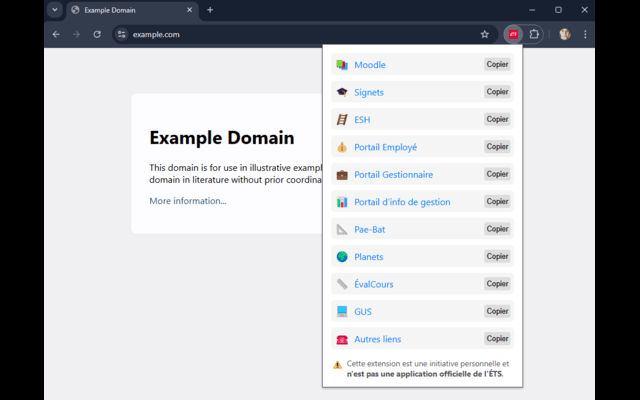 Example Domain
example.com
Moodle Copier
Signets Copier
ESH Copier
Portail Employé Copier
Portail Gestionnaire Copier
Portail d'info de gestion Copier
Pae-Bat Copier
Planets Copier
ÉvalCours Copier
GUS Copier
Autres liens Copier
Cette extension est une initiative personnelle et
n'est pas une application officielle de l'ÉTS.
Example Domain
This domain is for use in illustrative
domain in literature without prior
More information...